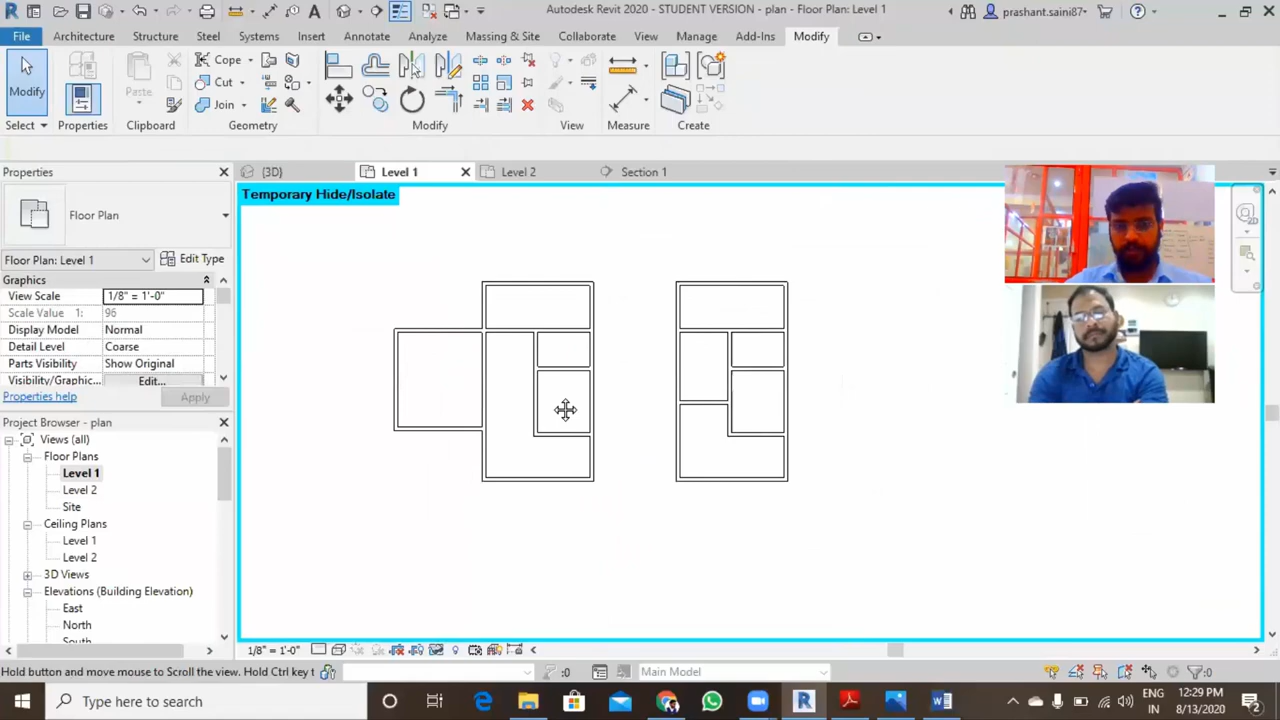 Autodesk Revit 2020 - STUDENT VERSION - plan - Floor Plan: Level 1
prashant.saini87
File
Architecture
Structure
Steel
Systems
Insert
Annotate
Analyze
Massing & Site
Collaborate
View
Manage
Add-Ins
Modify
Modify
Paste
Cope
Cut
Join
Select
Properties
Clipboard
Geometry
Modify
View
Measure
Create
Properties
{3D}
Level 1
Level 2
Section 1
Temporary Hide/Isolate
Floor Plan
Floor Plan: Level 1
Edit Type
Graphics
View Scale
1/8" = 1'-0"
Scale Value 1:
96
Display Model
Normal
Detail Level
Coarse
Parts Visibility
Show Original
Visibility/Graphic...
Edit...
Properties help
Apply
Project Browser - plan
Views (all)
Floor Plans
Level 1
Level 2
Site
Ceiling Plans
Level 1
Level 2
3D Views
Elevations (Building Elevation)
East
North
South
2D
1/8" = 1'-0"
Hold button and move mouse to Scroll the view. Hold Ctrl key t
:0
Main Model
:0
Type here to search
W
R
ENG
IN
12:29 PM
8/13/2020
2